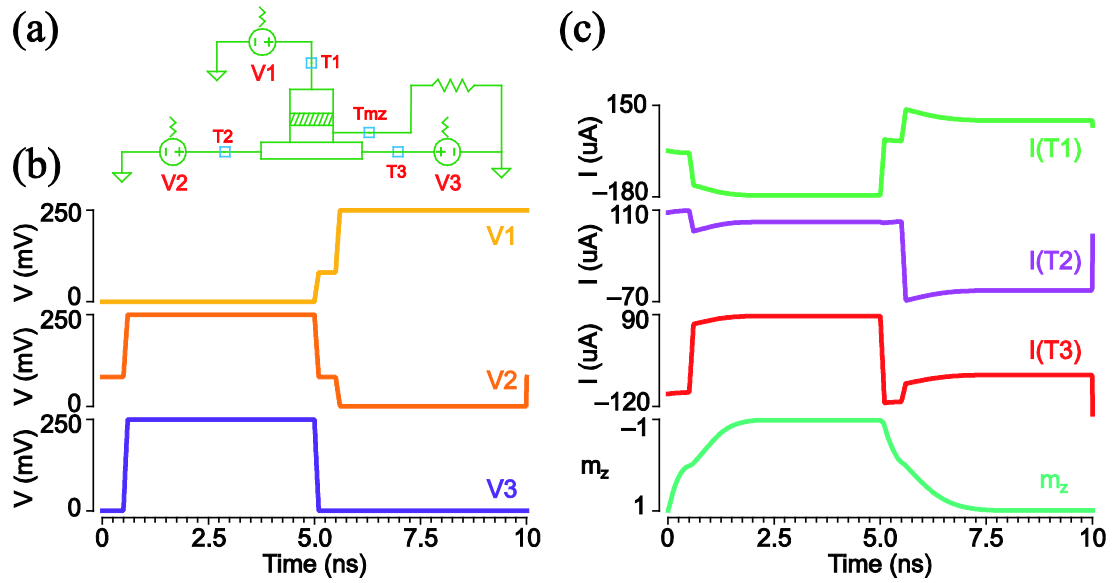 (a)
V1
T1
Tmz
V2
T2
T3
V3
(b)
V (mV)
250
0
V1
V (mV)
250
0
V2
V (mV)
250
0
V3
0 2.5 5.0 7.5 10
Time (ns)
(c)
I (uA)
150
−180
I(T1)
I (uA)
110
−70
I(T2)
I (uA)
90
−120
I(T3)
mz
−1
1
mz
0 2.5 5.0 7.5 10
Time (ns)